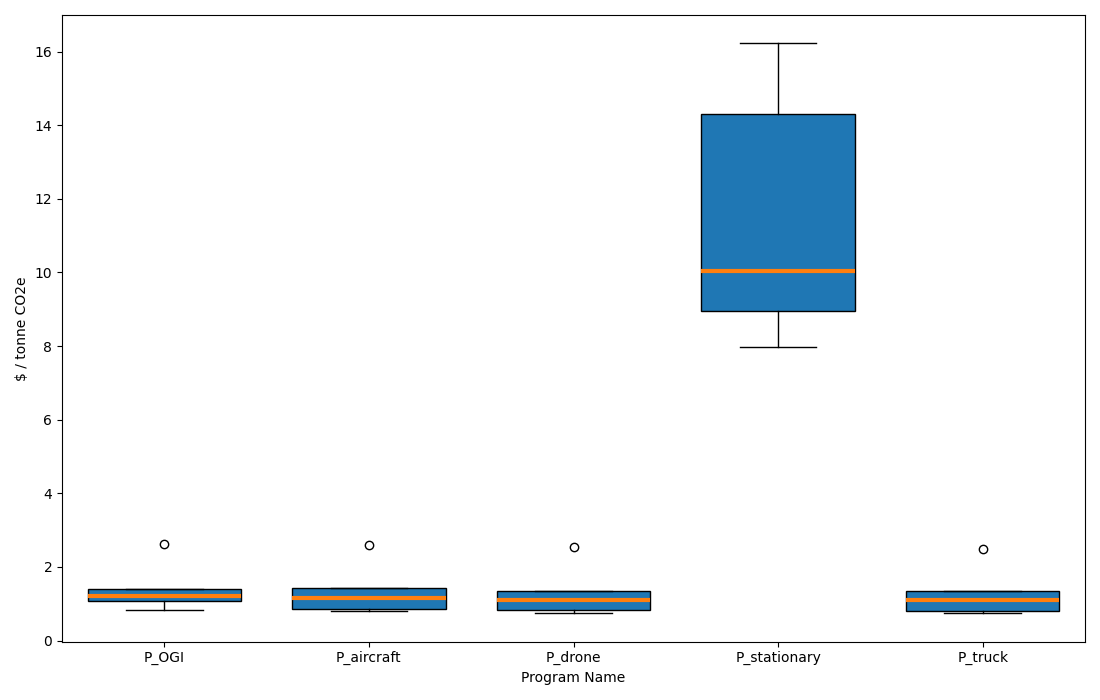 $ / tonne CO2e
16
14
12
10
8
6
4
2
0
P_OGI
P_aircraft
P_drone
P_stationary
P_truck
Program Name